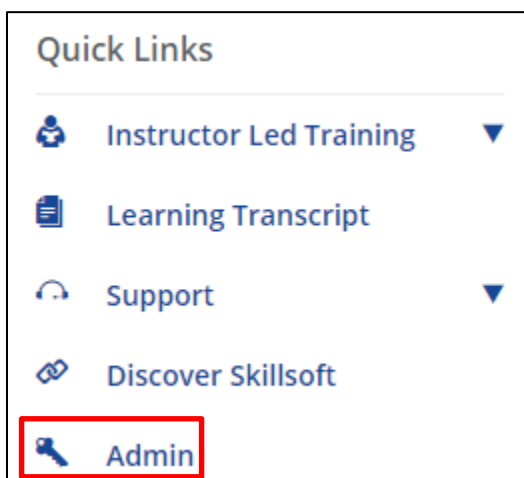 Quick Links
Instructor Led Training
Learning Transcript
Support
Discover Skillsoft
Admin